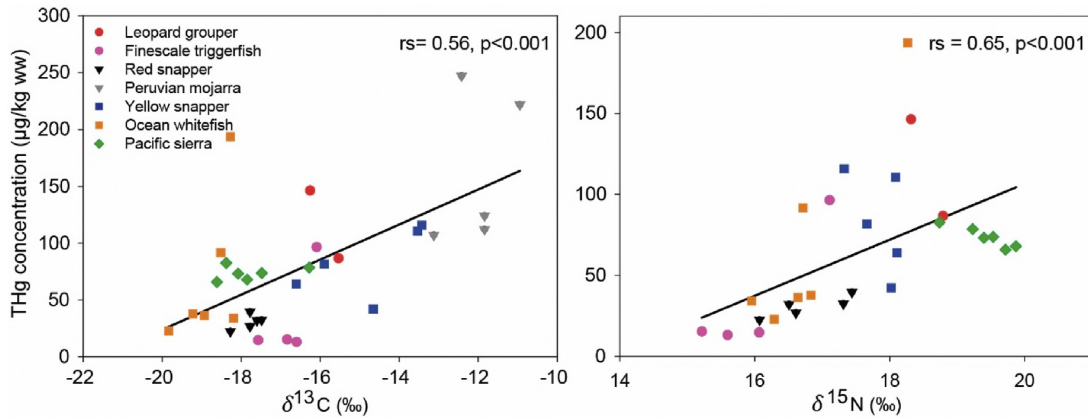 300
250
200
150
100
50
0
THg concentration (µg/kg ww)
Leopard grouper
Finescale triggerfish
Red snapper
Peruvian mojarra
Yellow snapper
Ocean whitefish
Pacific sierra
rs= 0.56, p<0.001
-22 -20 -18 -16 -14 -12 -10
δ13C (‰)
200
150
100
50
0
rs = 0.65, p<0.001
14 16 18 20
δ15N (‰)